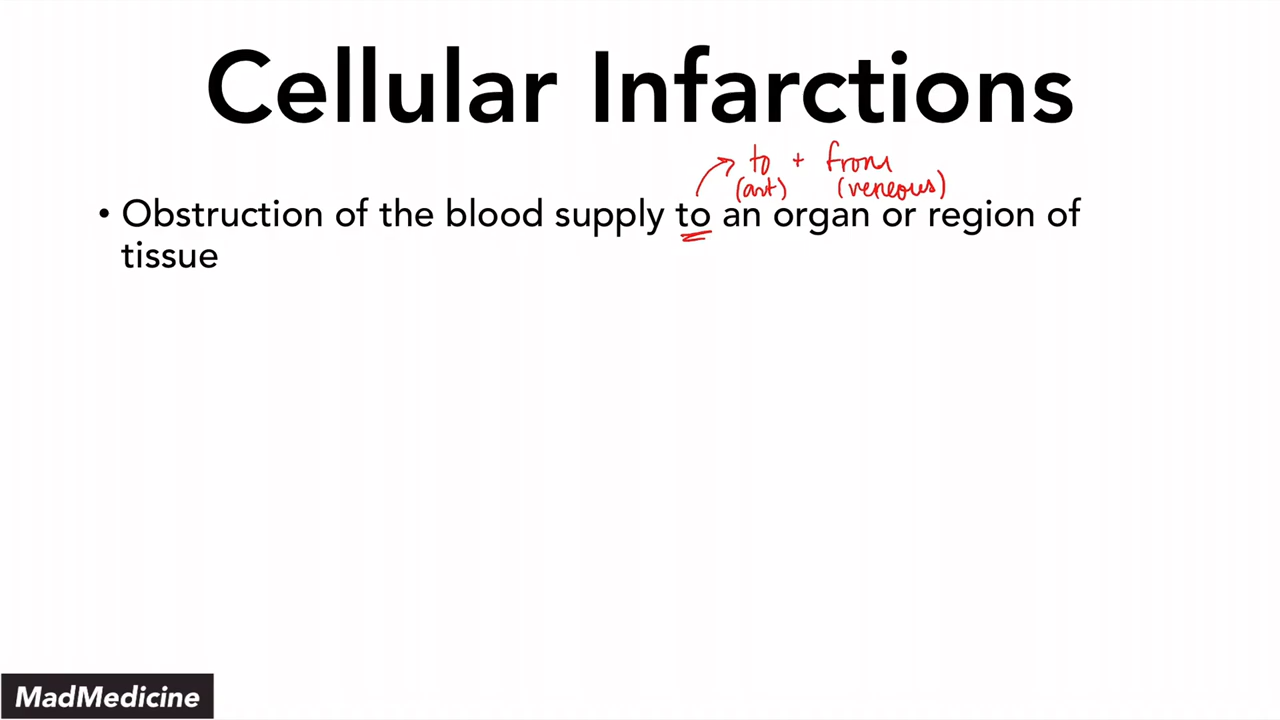 Cellular Infarctions
to + from
(art) (veneous)
• Obstruction of the blood supply to an organ or region of
tissue
MadMedicine